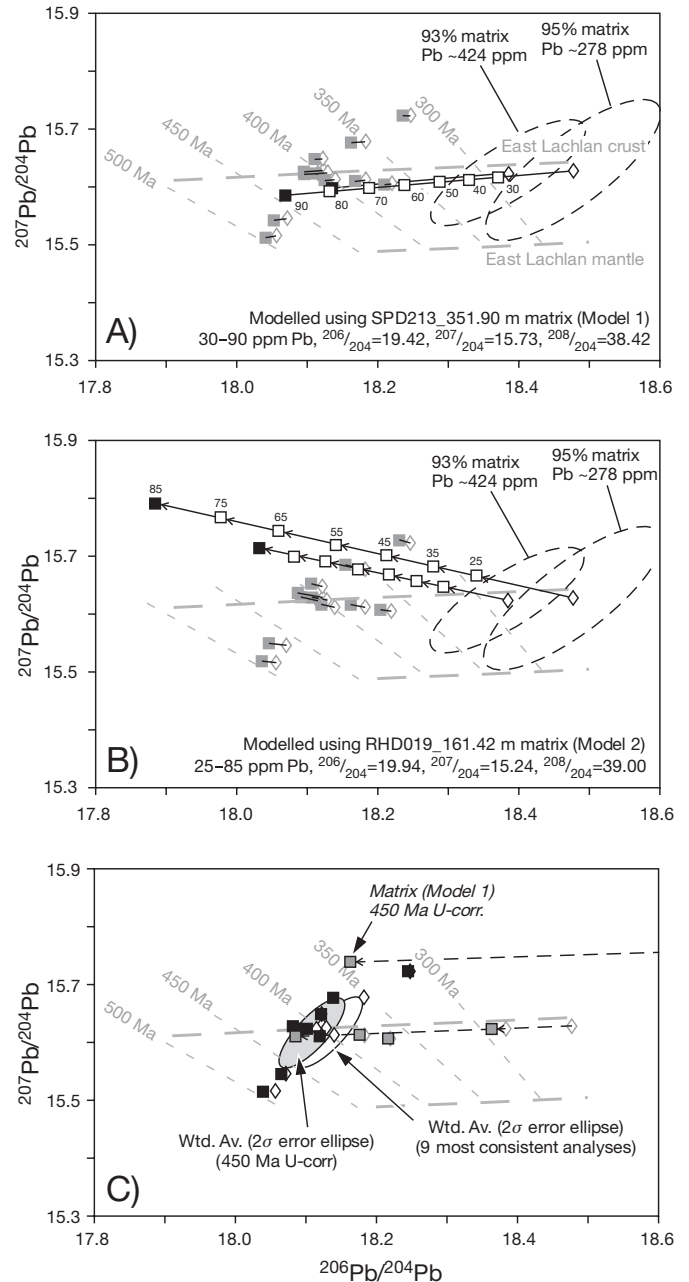 15.9
15.7
15.5
15.3
17.8
18.0
18.2
18.4
18.6
207Pb/204Pb
93% matrix
Pb ~424 ppm
95% matrix
Pb ~278 ppm
500 Ma
450 Ma
400 Ma
350 Ma
300 Ma
East Lachlan crust
East Lachlan mantle
90
80
70
60
50
40
30
A)
Modelled using SPD213_351.90 m matrix (Model 1)
30–90 ppm Pb, 206/204=19.42, 207/204=15.73, 208/204=38.42
15.9
15.7
15.5
15.3
17.8
18.0
18.2
18.4
18.6
207Pb/204Pb
93% matrix
Pb ~424 ppm
95% matrix
Pb ~278 ppm
85
75
65
55
45
35
25
B)
Modelled using RHD019_161.42 m matrix (Model 2)
25–85 ppm Pb, 206/204=19.94, 207/204=15.24, 208/204=39.00
15.9
15.7
15.5
15.3
17.8
18.0
18.2
18.4
18.6
207Pb/204Pb
206Pb/204Pb
Matrix (Model 1)
450 Ma U-corr.
500 Ma
450 Ma
400 Ma
350 Ma
300 Ma
Wtd. Av. (2σ error ellipse)
(450 Ma U-corr)
Wtd. Av. (2σ error ellipse)
(9 most consistent analyses)
C)